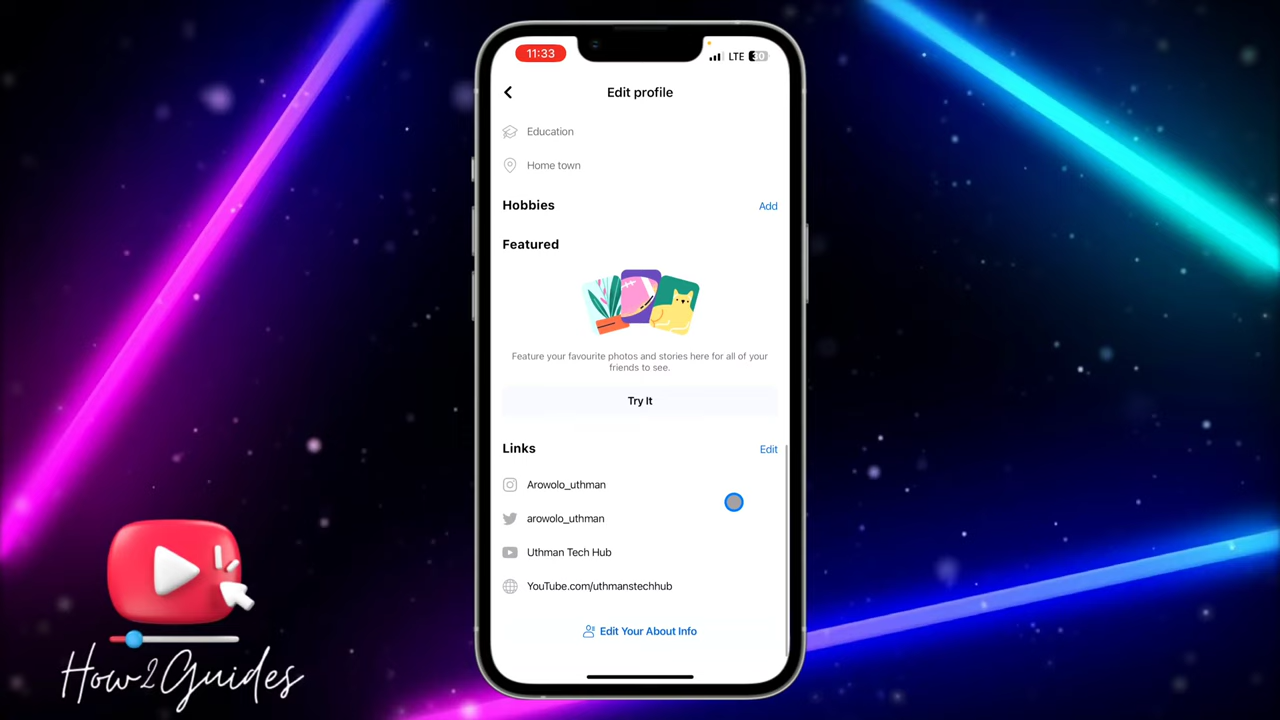 11:33
LTE 30
Edit profile
Education
Home town
Hobbies
Add
Featured
Feature your favourite photos and stories here for all of your
friends to see.
Try It
Links
Edit
Arowolo_uthman
arowolo_uthman
Uthman Tech Hub
YouTube.com/uthmanstechhub
Edit Your About Info
How2Guides